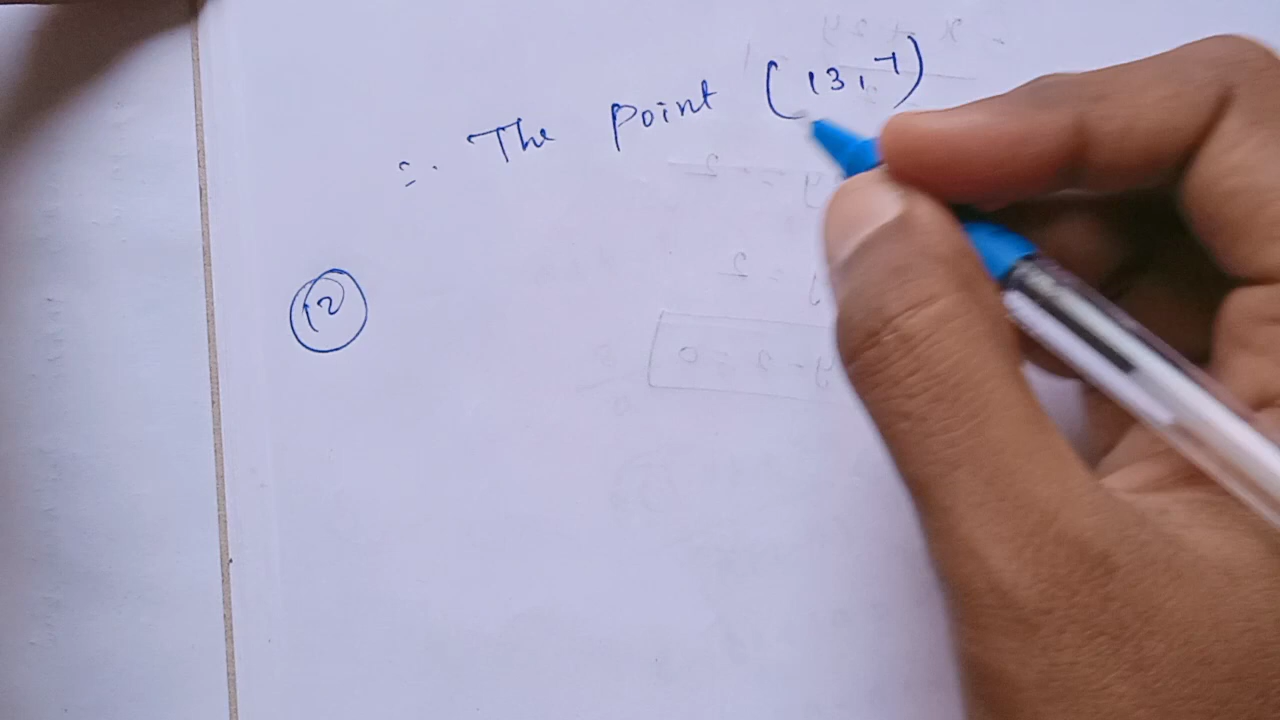 ∴ The point (13,7)
12